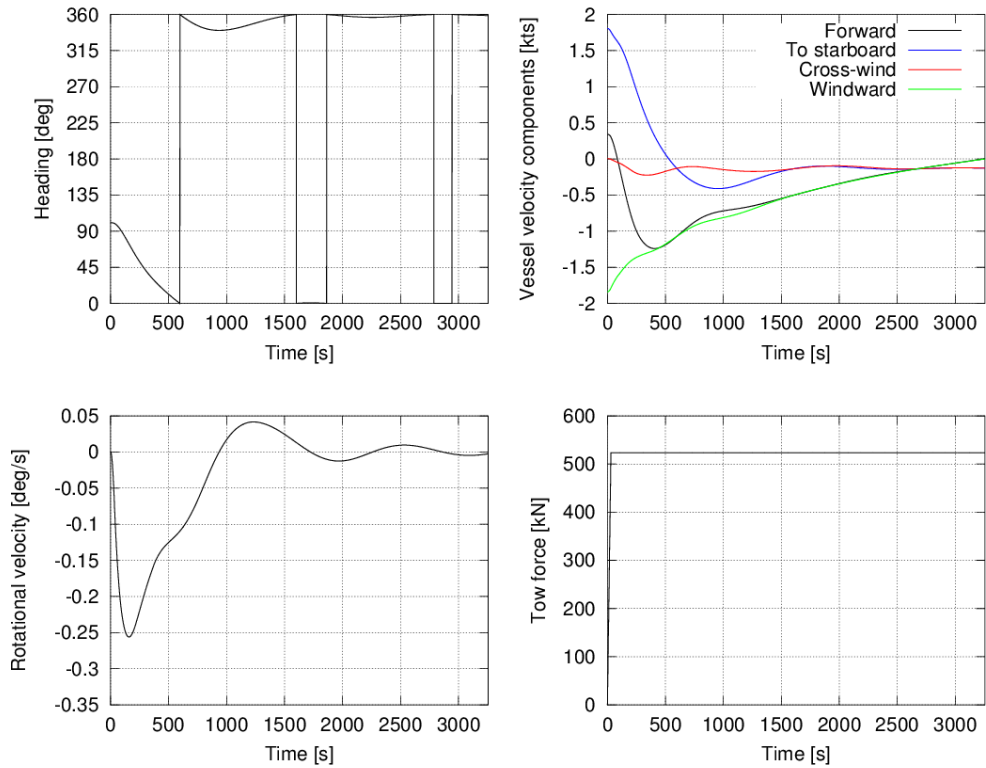 360
315
270
225
180
135
90
45
0
Heading [deg]
0 500 1000 1500 2000 2500 3000
Time [s]
2
1.5
1
0.5
0
-0.5
-1
-1.5
-2
Vessel velocity components [kts]
Forward
To starboard
Cross-wind
Windward
0 500 1000 1500 2000 2500 3000
Time [s]
0.05
0
-0.05
-0.1
-0.15
-0.2
-0.25
-0.3
-0.35
Rotational velocity [deg/s]
0 500 1000 1500 2000 2500 3000
Time [s]
600
500
400
300
200
100
0
Tow force [kN]
0 500 1000 1500 2000 2500 3000
Time [s]